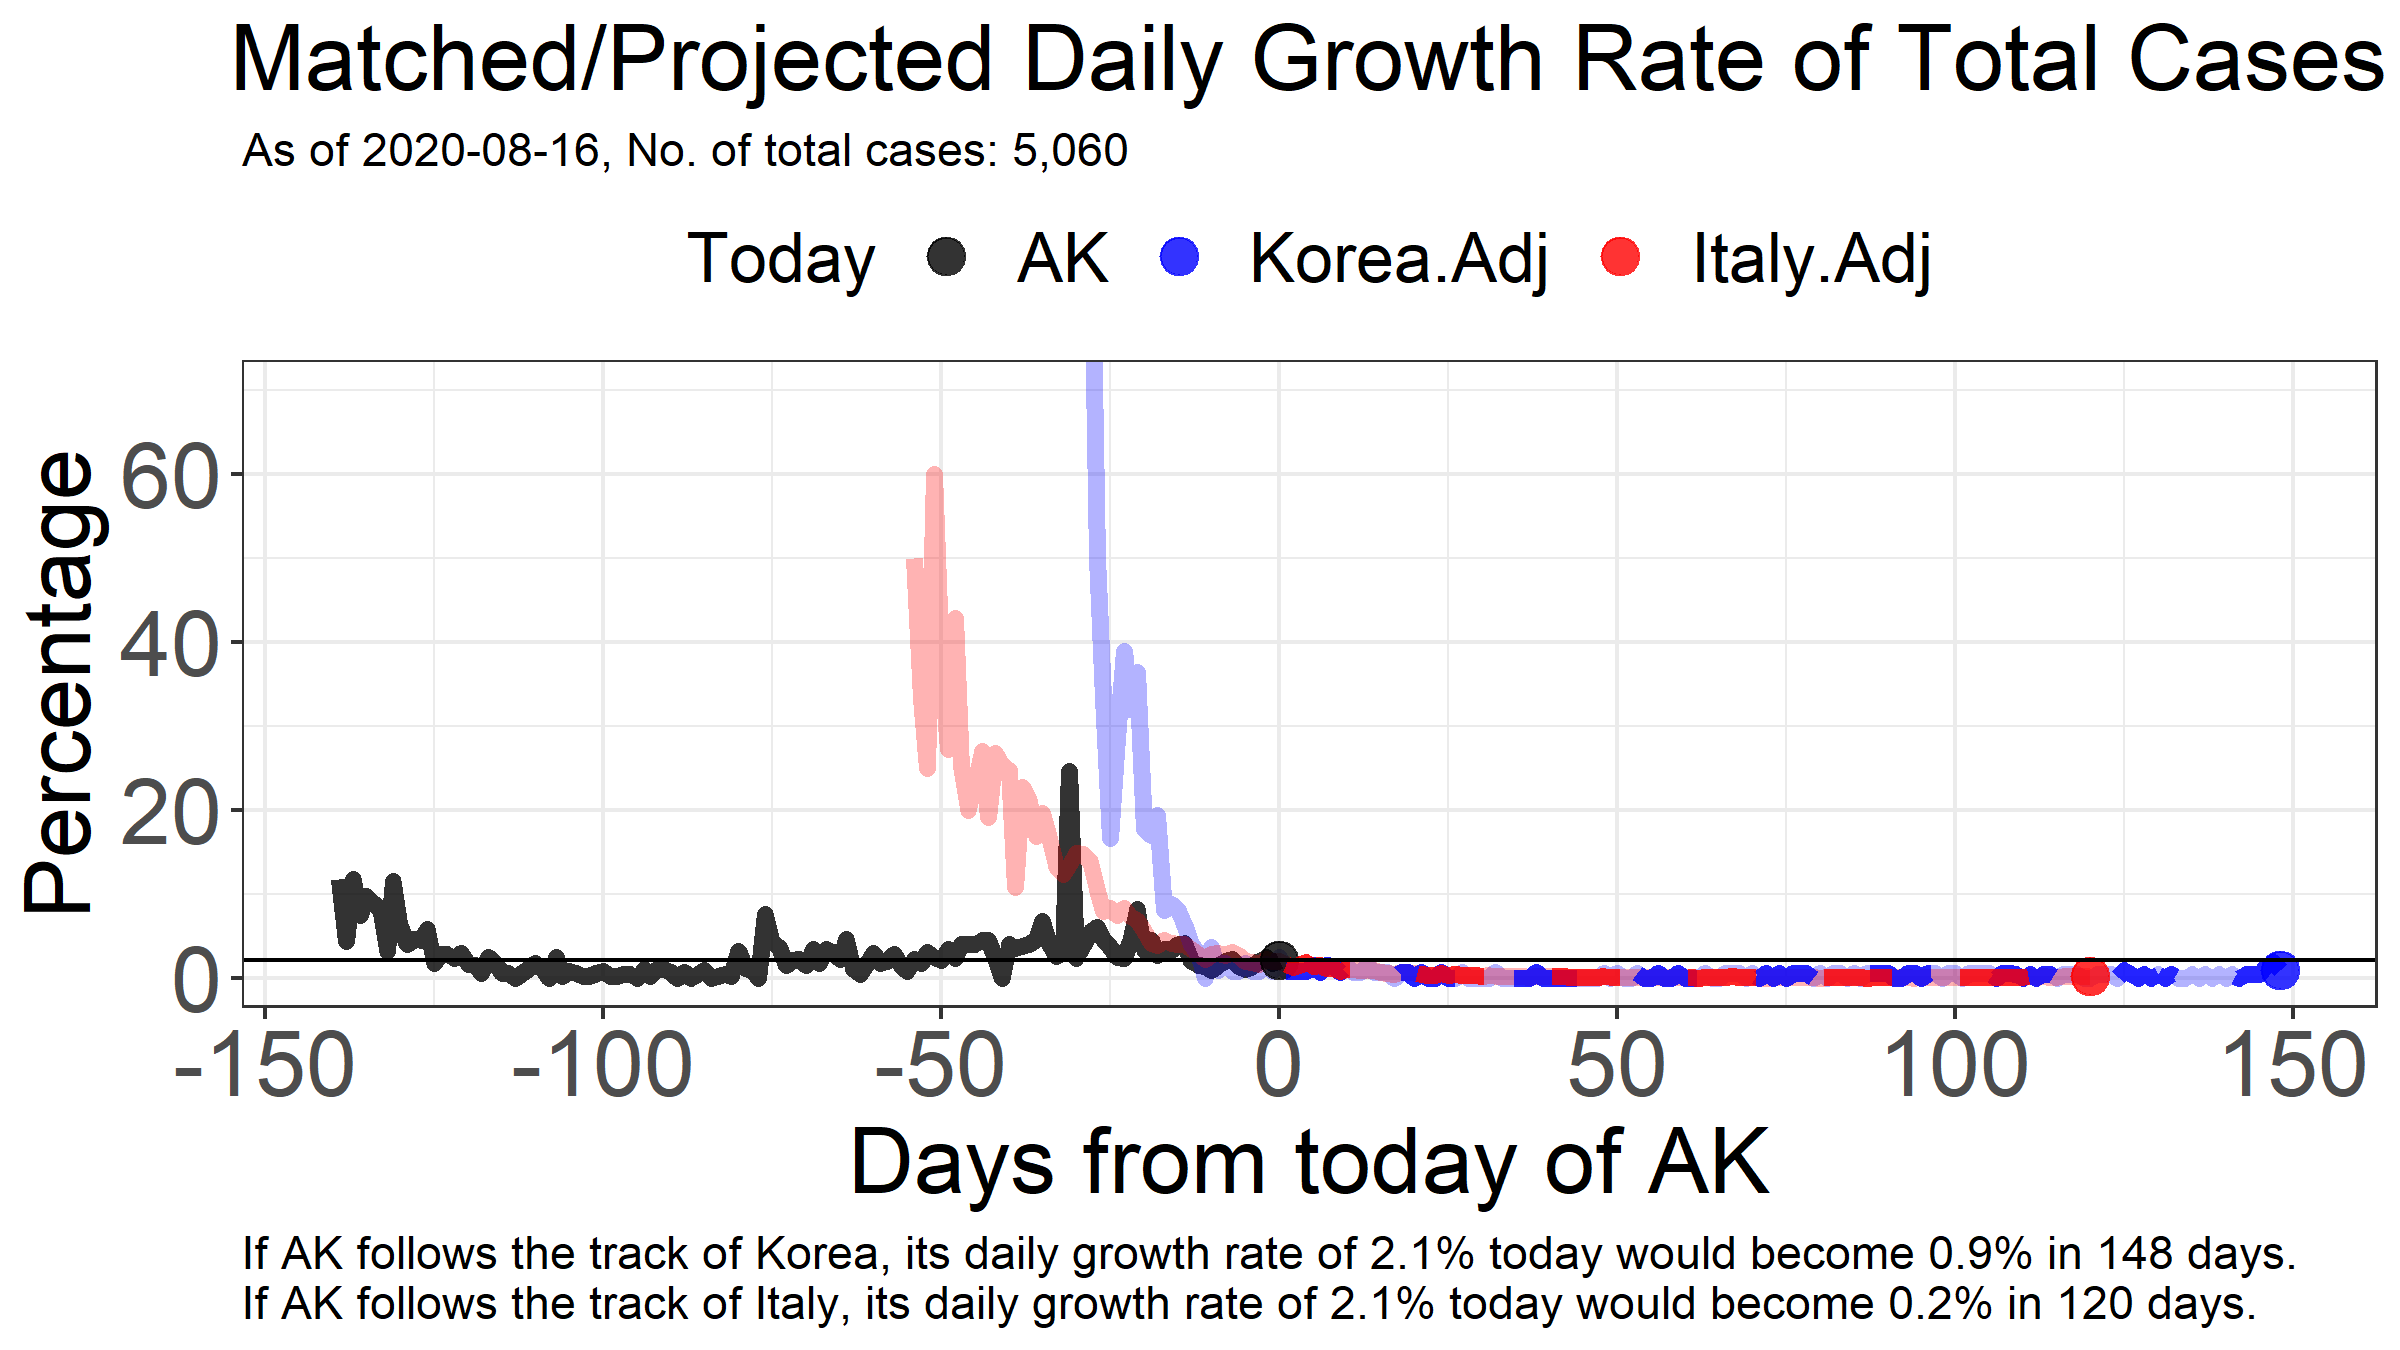 Matched/Projected Daily Growth Rate of Total Cases
As of 2020-08-16, No. of total cases: 5,060
Today AK Korea.Adj Italy.Adj
Percentage
60
40
20
0
-150 -100 -50 0 50 100 150
Days from today of AK
If AK follows the track of Korea, its daily growth rate of 2.1% today would become 0.9% in 148 days.
If AK follows the track of Italy, its daily growth rate of 2.1% today would become 0.2% in 120 days.